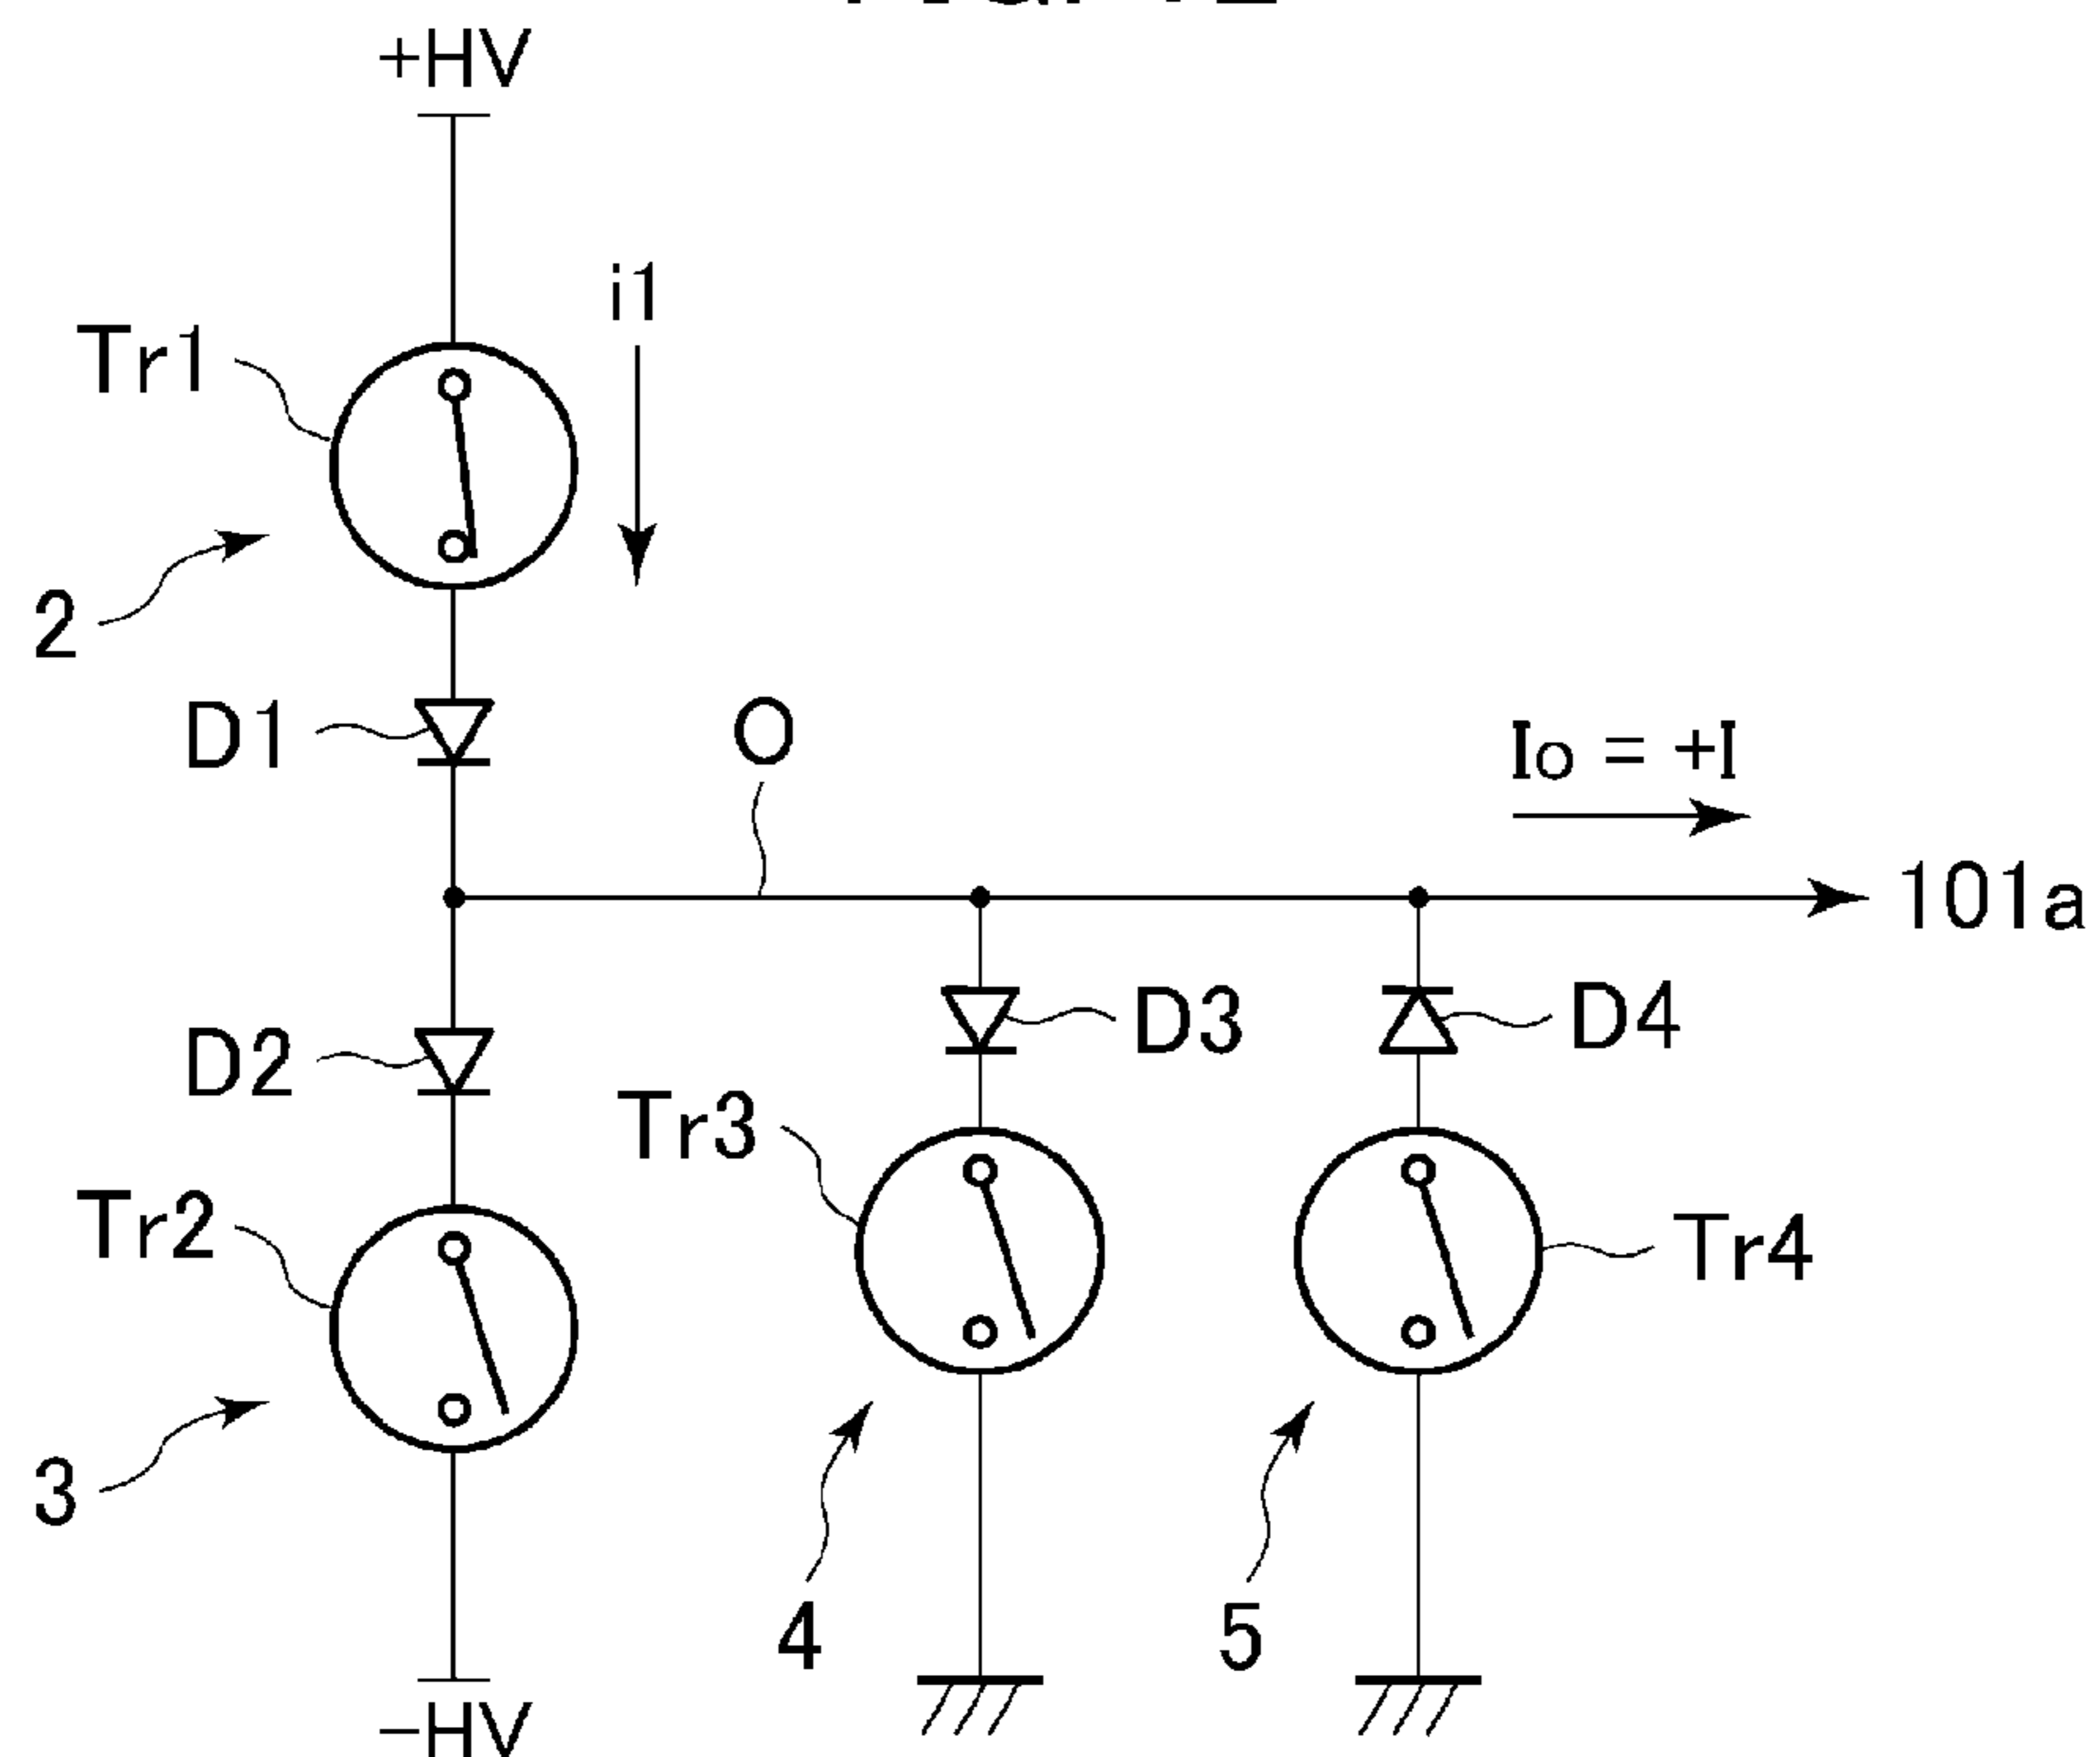 +HV
i1
Tr1
2
D1
O
Io = +I
101a
D2
D3
D4
Tr3
Tr2
Tr4
3
4
5
-HV